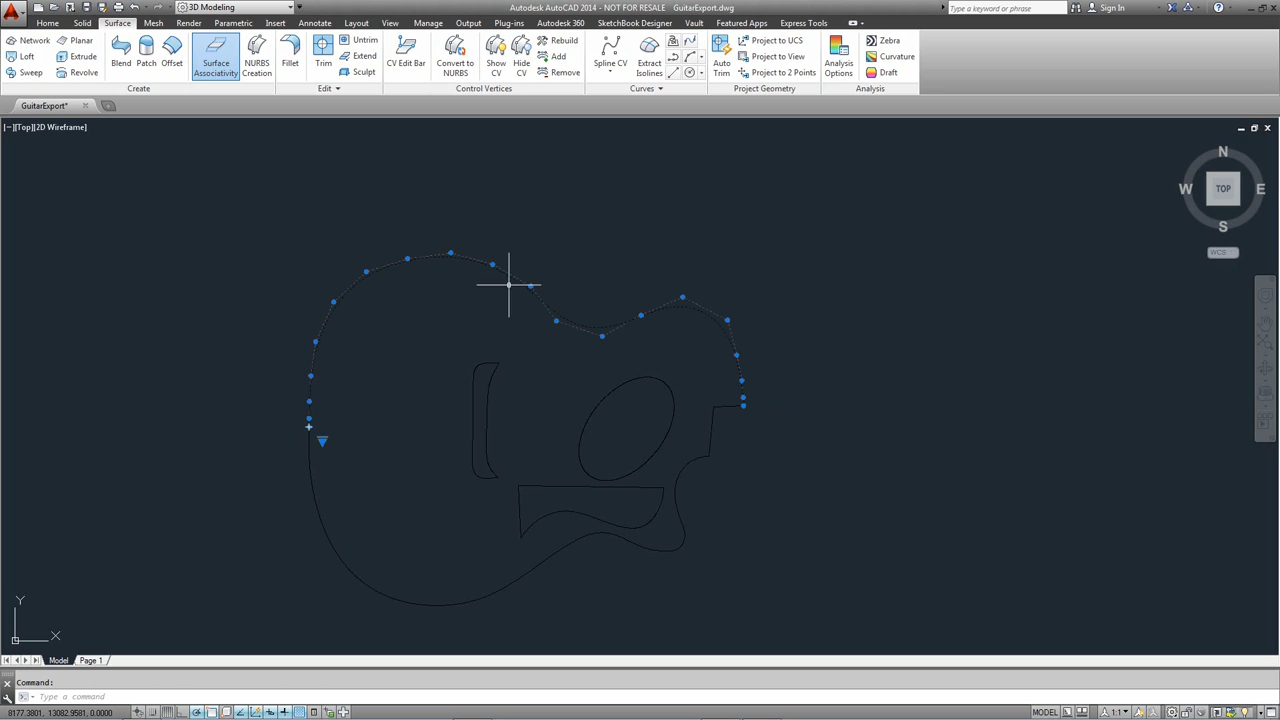 3D Modeling
Autodesk AutoCAD 2014 - NOT FOR RESALE GuitarExport.dwg
Type a keyword or phrase
Sign In
Home Solid Surface Mesh Render Parametric Insert Annotate Layout View Manage Output Plug-ins Autodesk 360 SketchBook Designer Vault Featured Apps Express Tools
Network Planar
Loft Extrude
Sweep Revolve
Blend Patch Offset
Surface
Associativity
NURBS
Creation
Fillet
Trim
Untrim
Extend
Sculpt
CV Edit Bar
Convert to
NURBS
Show
CV
Hide
CV
Rebuild
Add
Remove
Spline CV
Extract
Isolines
Auto
Trim
Project to UCS
Project to View
Project to 2 Points
Analysis
Options
Zebra
Curvature
Draft
Create Edit Control Vertices Curves Project Geometry Analysis
GuitarExport*
[−][Top][2D Wireframe]
N
W TOP E
S
WCS
Y
X
Model Page 1
Command:
Type a command
8177.3801, 13082.9581, 0.0000
MODEL
1:1